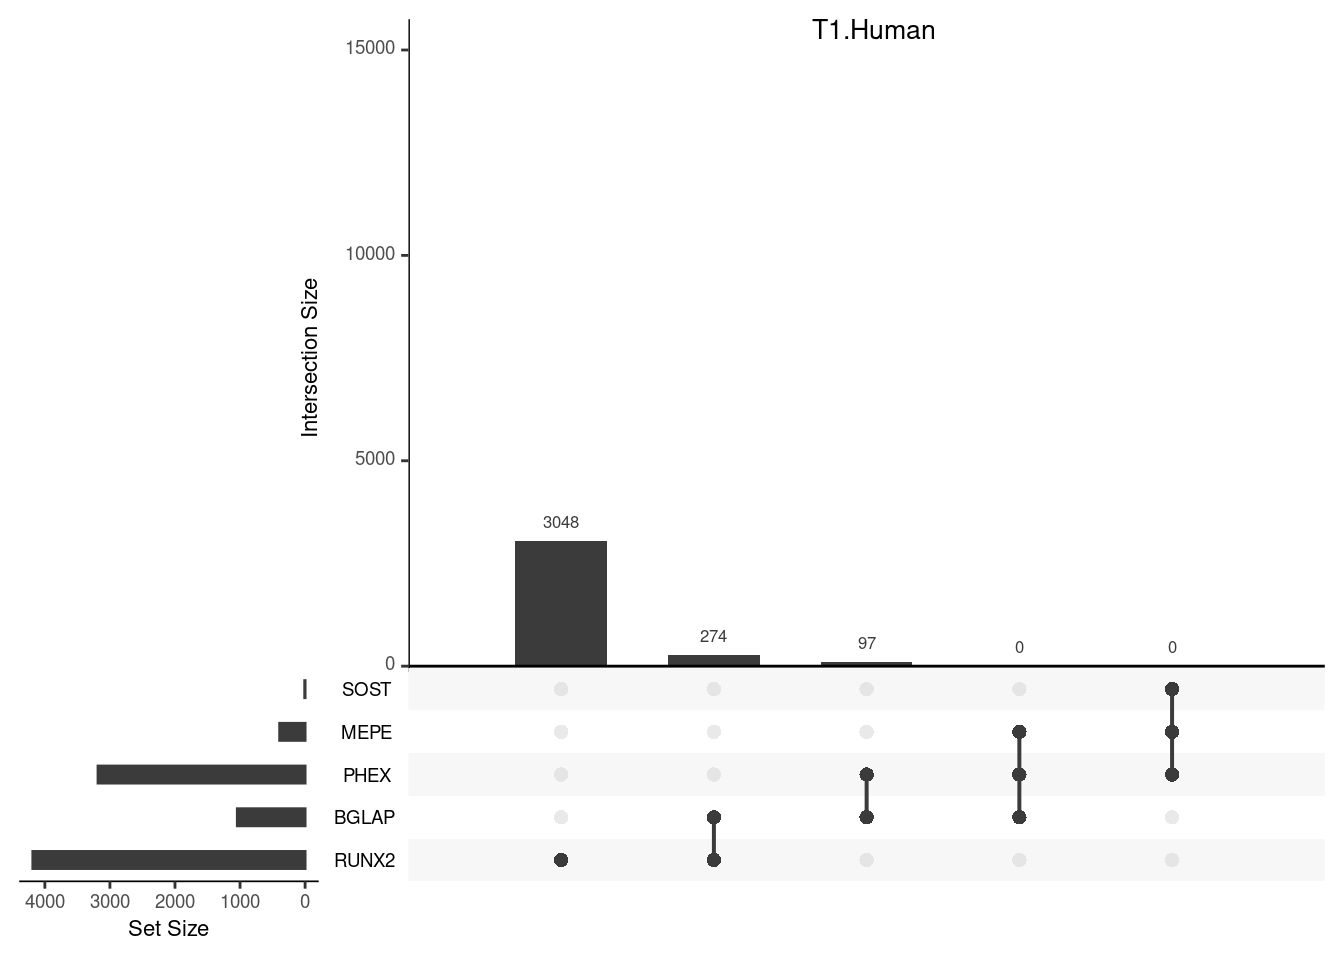 T1.Human
15000
10000
5000
0
Intersection Size
3048
274
97
0
0
SOST
MEPE
PHEX
BGLAP
RUNX2
4000 3000 2000 1000 0
Set Size